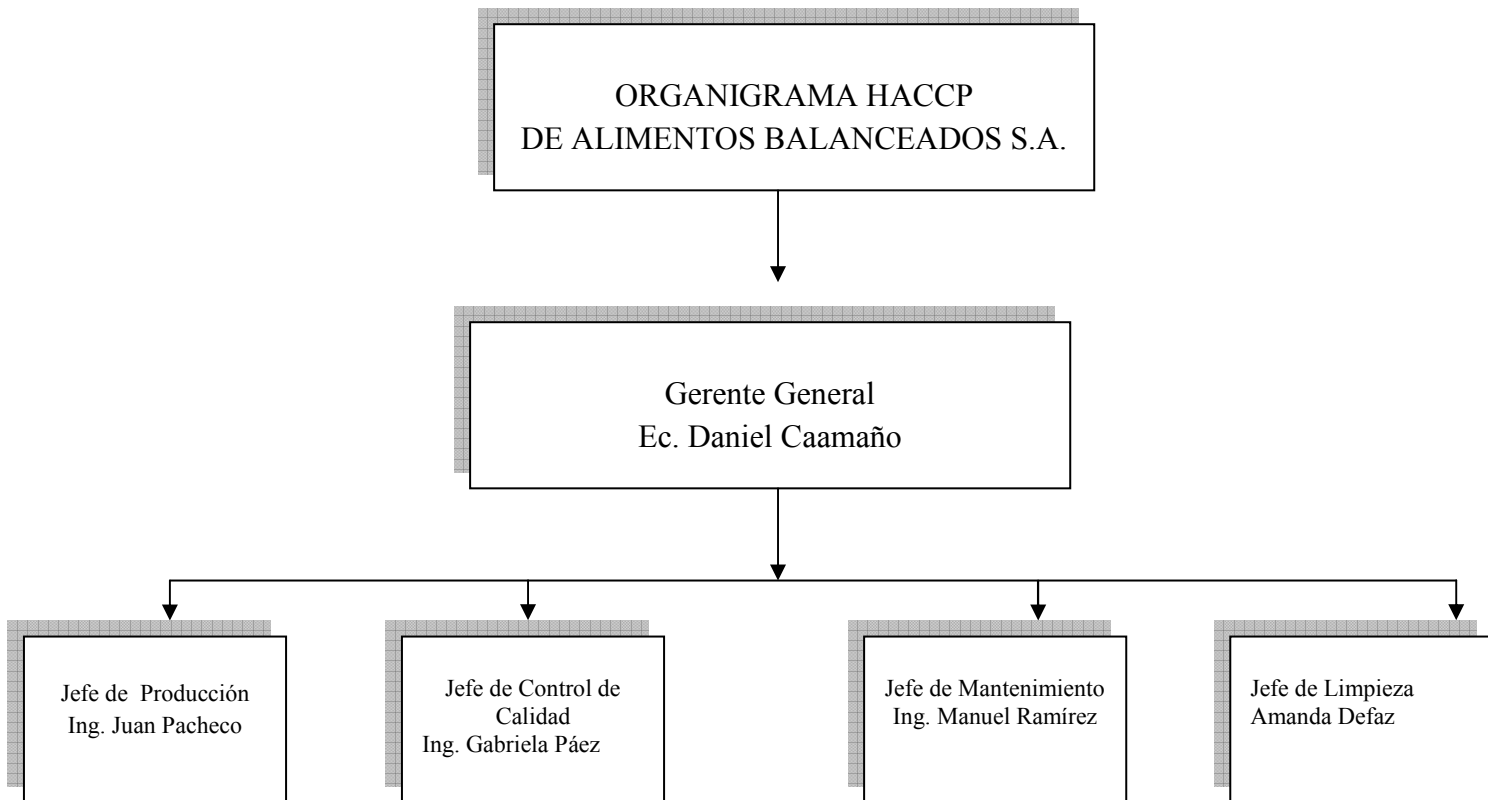 ORGANIGRAMA HACCP
DE ALIMENTOS BALANCEADOS S.A.
Gerente General
Ec. Daniel Caamaño
Jefe de Producción
Ing. Juan Pacheco
Jefe de Control de
Calidad
Ing. Gabriela Páez
Jefe de Mantenimiento
Ing. Manuel Ramírez
Jefe de Limpieza
Amanda Defaz